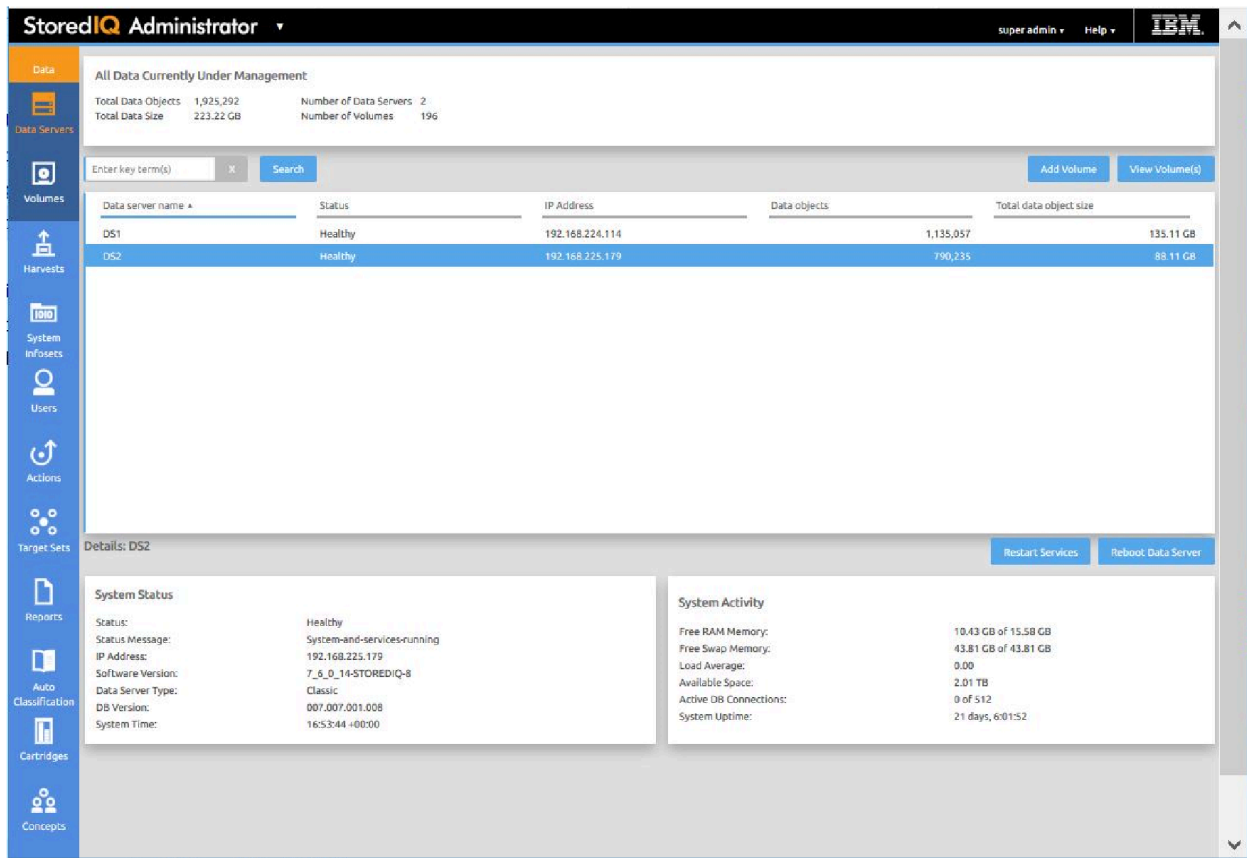 StoredIQ Administrator ▼
super admin ▾ Help ▾ IBM.
Data
Data Servers
Volumes
Harvests
System
Infosets
Users
Actions
Target Sets
Reports
Auto
Classification
Cartridges
Concepts
All Data Currently Under Management
Total Data Objects 1,925,292 Number of Data Servers 2
Total Data Size 223.22 GB Number of Volumes 196
Enter key term(s) X Search Add Volume View Volume(s)
Data server name ▲ Status IP Address Data objects Total data object size
DS1 Healthy 192.168.224.114 1,135,057 135.11 GB
DS2 Healthy 192.168.225.179 790,235 88.11 GB
Details: DS2 Restart Services Reboot Data Server
System Status
Status: Healthy
Status Message: System-and-services-running
IP Address: 192.168.225.179
Software Version: 7_6_0_14-STOREDIQ-8
Data Server Type: Classic
DB Version: 007.007.001.008
System Time: 16:53:44 +00:00
System Activity
Free RAM Memory: 10.43 GB of 15.58 GB
Free Swap Memory: 43.81 GB of 43.81 GB
Load Average: 0.00
Available Space: 2.01 TB
Active DB Connections: 0 of 512
System Uptime: 21 days, 6:01:52